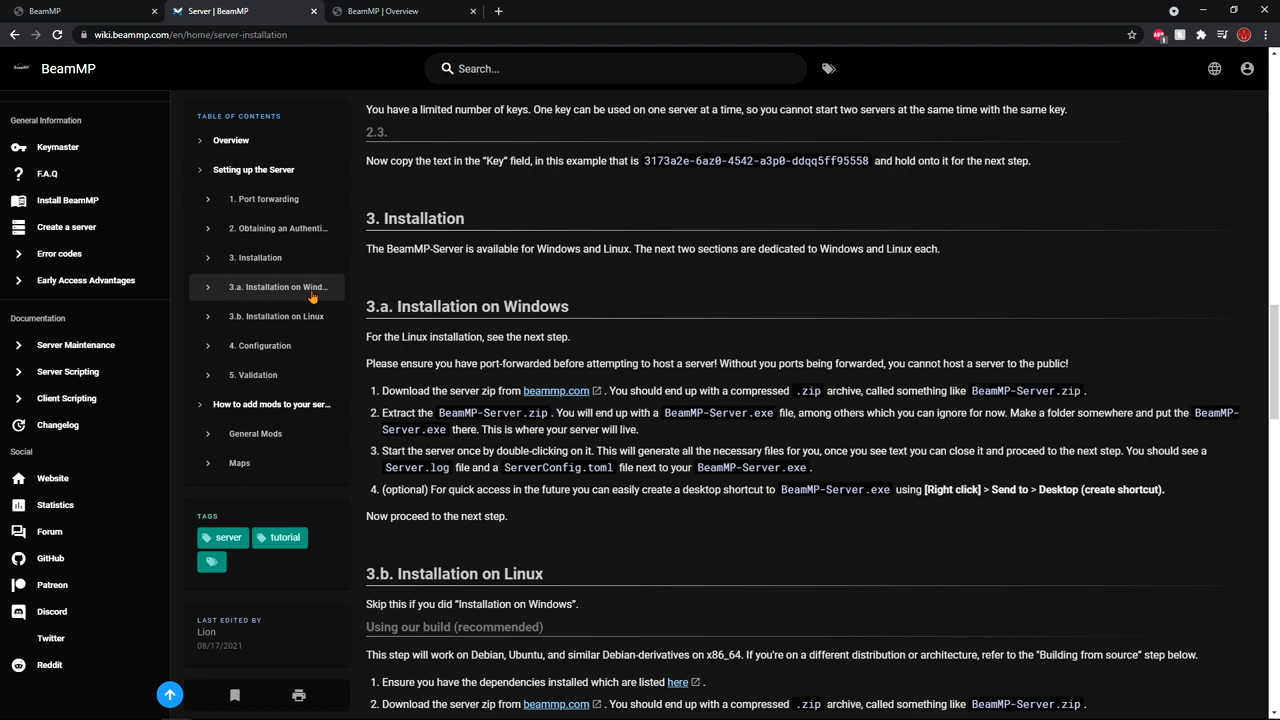 BeamMP
Server | BeamMP
BeamMP | Overview
wiki.beammp.com/en/home/server-installation
1
BeamMP
Search...
General Information
Keymaster
F.A.Q
Install BeamMP
Create a server
Error codes
Early Access Advantages
Documentation
Server Maintenance
Server Scripting
Client Scripting
Changelog
Social
Website
Statistics
Forum
GitHub
Patreon
Discord
Twitter
Reddit
TABLE OF CONTENTS
Overview
Setting up the Server
1. Port forwarding
2. Obtaining an Authenti...
3. Installation
3.a. Installation on Wind...
3.b. Installation on Linux
4. Configuration
5. Validation
How to add mods to your ser...
General Mods
Maps
TAGS
server
tutorial
LAST EDITED BY
Lion
08/17/2021
You have a limited number of keys. One key can be used on one server at a time, so you cannot start two servers at the same time with the same key.
2.3.
Now copy the text in the “Key” field, in this example that is 3173a2e-6az0-4542-a3p0-ddqq5ff95558 and hold onto it for the next step.
3. Installation
The BeamMP-Server is available for Windows and Linux. The next two sections are dedicated to Windows and Linux each.
3.a. Installation on Windows
For the Linux installation, see the next step.
Please ensure you have port-forwarded before attempting to host a server! Without you ports being forwarded, you cannot host a server to the public!
1. Download the server zip from beammp.com . You should end up with a compressed .zip archive, called something like BeamMP-Server.zip.
2. Extract the BeamMP-Server.zip. You will end up with a BeamMP-Server.exe file, among others which you can ignore for now. Make a folder somewhere and put the BeamMP-
Server.exe there. This is where your server will live.
3. Start the server once by double-clicking on it. This will generate all the necessary files for you, once you see text you can close it and proceed to the next step. You should see a
Server.log file and a ServerConfig.toml file next to your BeamMP-Server.exe.
4. (optional) For quick access in the future you can easily create a desktop shortcut to BeamMP-Server.exe using [Right click] > Send to > Desktop (create shortcut).
Now proceed to the next step.
3.b. Installation on Linux
Skip this if you did “Installation on Windows”.
Using our build (recommended)
This step will work on Debian, Ubuntu, and similar Debian-derivatives on x86_64. If you're on a different distribution or architecture, refer to the "Building from source" step below.
1. Ensure you have the dependencies installed which are listed here .
2. Download the server zip from beammp.com . You should end up with a compressed .zip archive, called something like BeamMP-Server.zip.